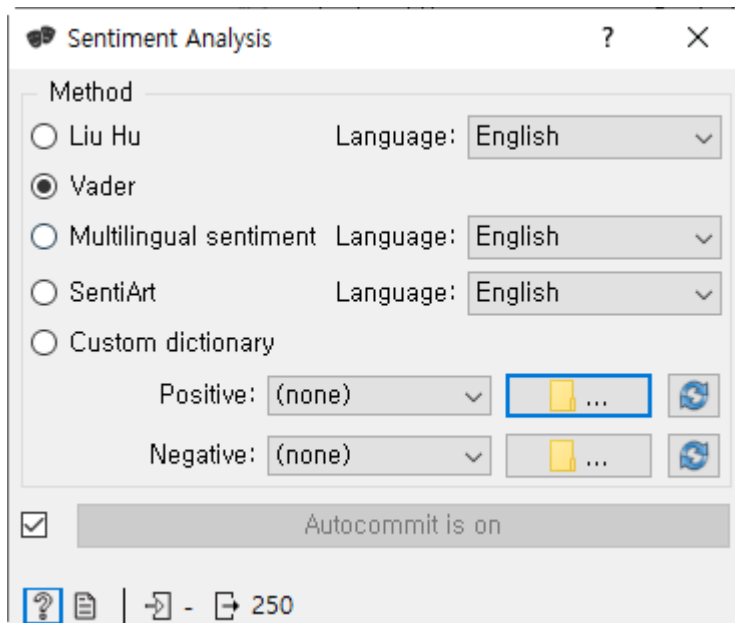 Sentiment Analysis ? ×
Method
Liu Hu Language: English
Vader
Multilingual sentiment Language: English
SentiArt Language: English
Custom dictionary
Positive: (none) ...
Negative: (none) ...
Autocommit is on
? - 250